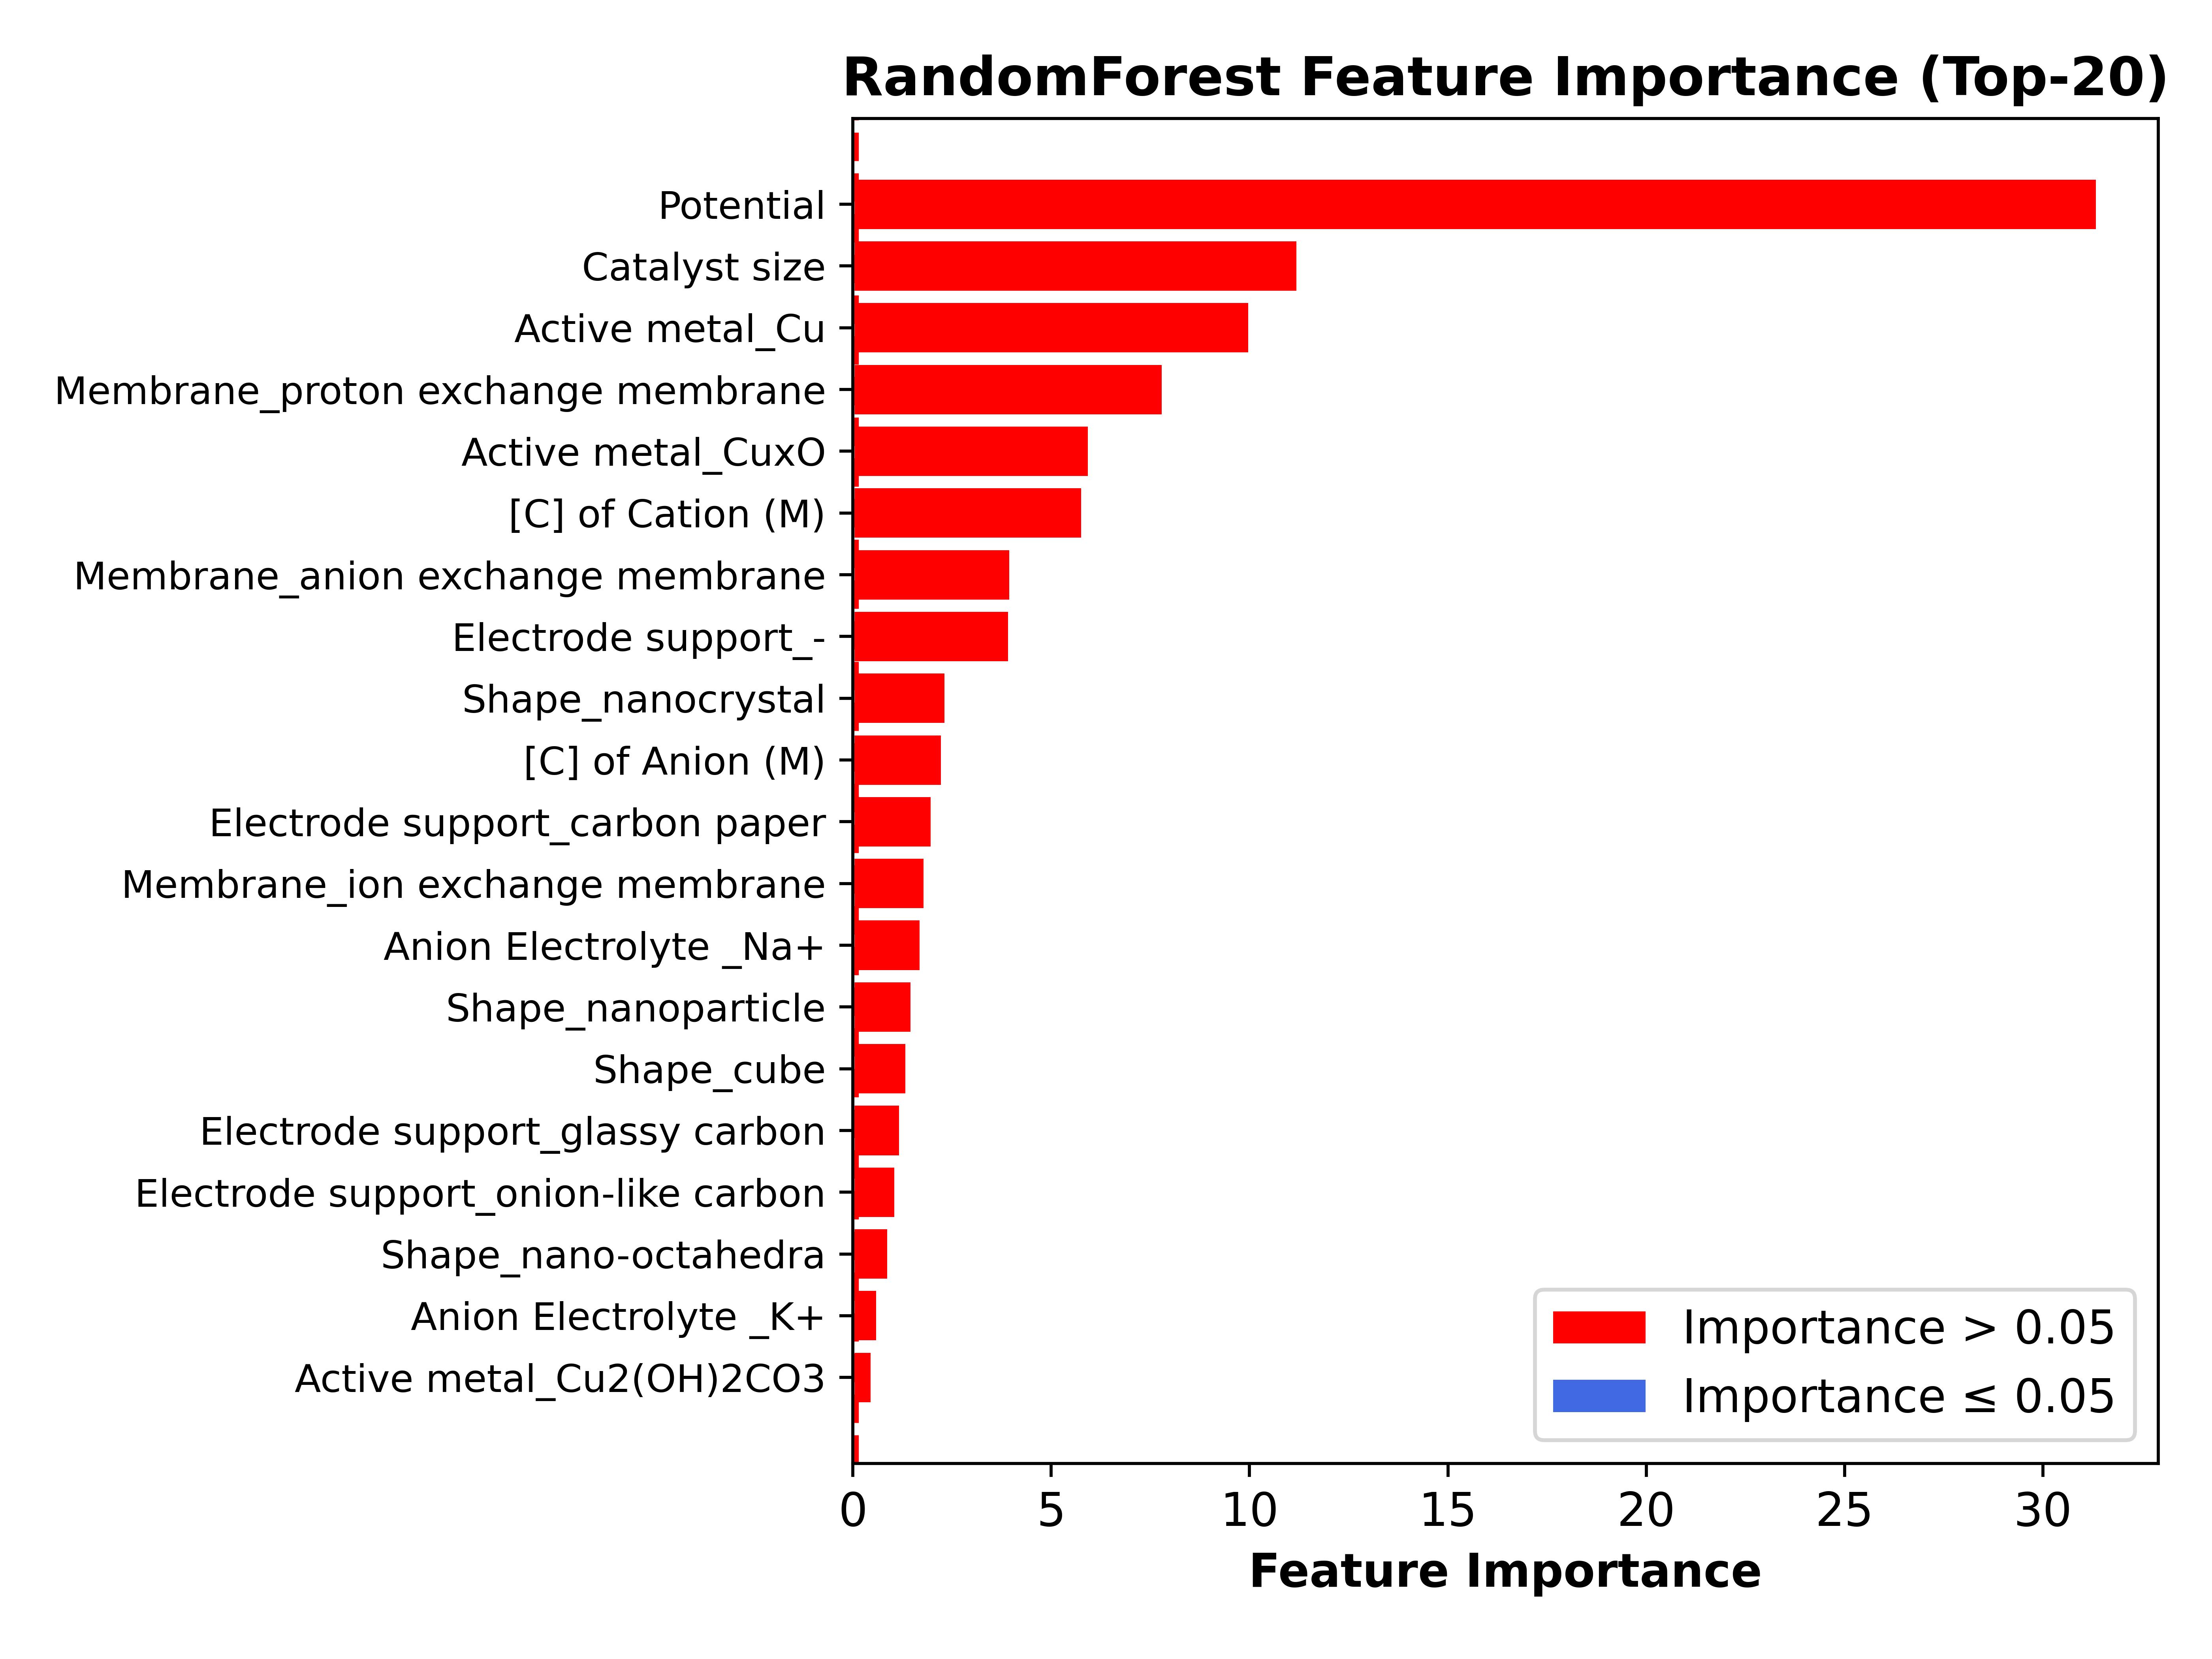 RandomForest Feature Importance (Top-20)
Potential
Catalyst size
Active metal_Cu
Membrane_proton exchange membrane
Active metal_CuxO
[C] of Cation (M)
Membrane_anion exchange membrane
Electrode support_-
Shape_nanocrystal
[C] of Anion (M)
Electrode support_carbon paper
Membrane_ion exchange membrane
Anion Electrolyte _Na+
Shape_nanoparticle
Shape_cube
Electrode support_glassy carbon
Electrode support_onion-like carbon
Shape_nano-octahedra
Anion Electrolyte _K+
Active metal_Cu2(OH)2CO3
Importance > 0.05
Importance ≤ 0.05
0 5 10 15 20 25 30
Feature Importance